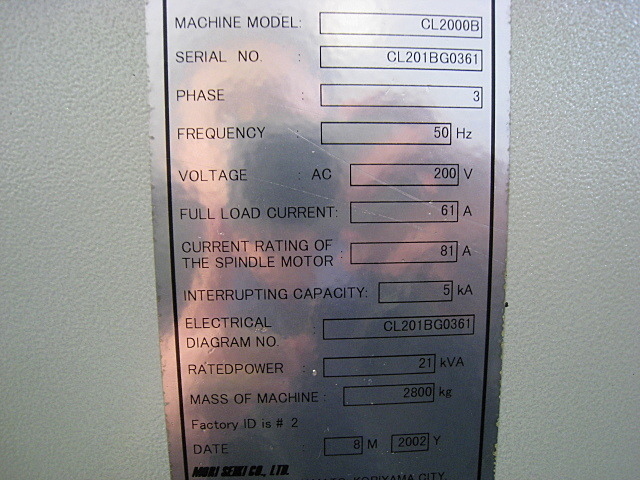 MACHINE MODEL: CL2000B
SERIAL NO. : CL201BG0361
PHASE : 3
FREQUENCY : 50 Hz
VOLTAGE : AC 200 V
FULL LOAD CURRENT: 61 A
CURRENT RATING OF
THE SPINDLE MOTOR : 81 A
INTERRUPTING CAPACITY: 5 kA
ELECTRICAL
DIAGRAM NO. : CL201BG0361
RATEDPOWER : 21 kVA
MASS OF MACHINE : 2800 kg
Factory ID is # 2
DATE : 8 M 2002 Y
MORI SEIKI CO., LTD.
KORIYAMA CITY,